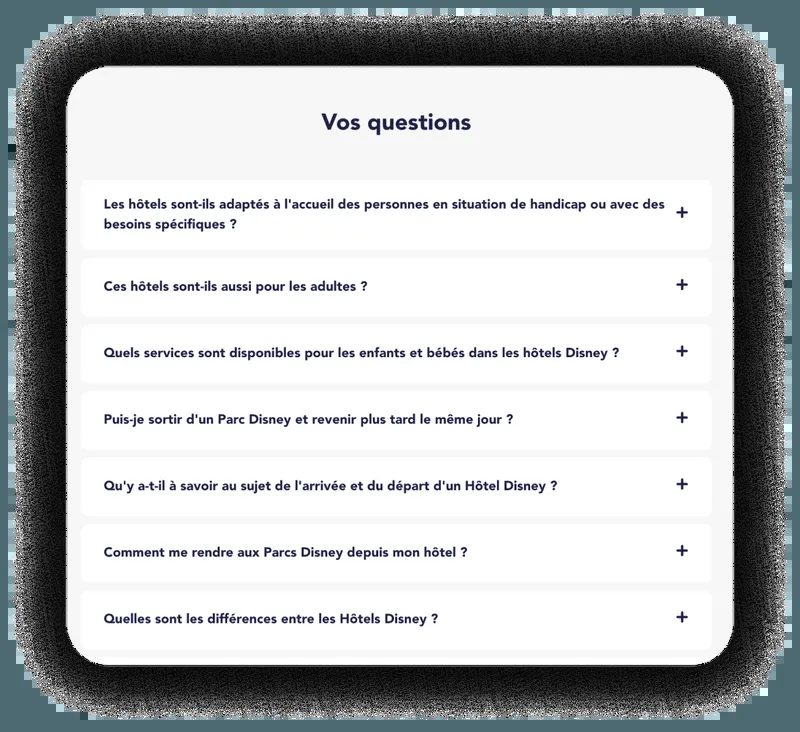 Vos questions
Les hôtels sont-ils adaptés à l'accueil des personnes en situation de handicap ou avec des
besoins spécifiques ?
Ces hôtels sont-ils aussi pour les adultes ?
Quels services sont disponibles pour les enfants et bébés dans les hôtels Disney ?
Puis-je sortir d'un Parc Disney et revenir plus tard le même jour ?
Qu'y a-t-il à savoir au sujet de l'arrivée et du départ d'un Hôtel Disney ?
Comment me rendre aux Parcs Disney depuis mon hôtel ?
Quelles sont les différences entre les Hôtels Disney ?